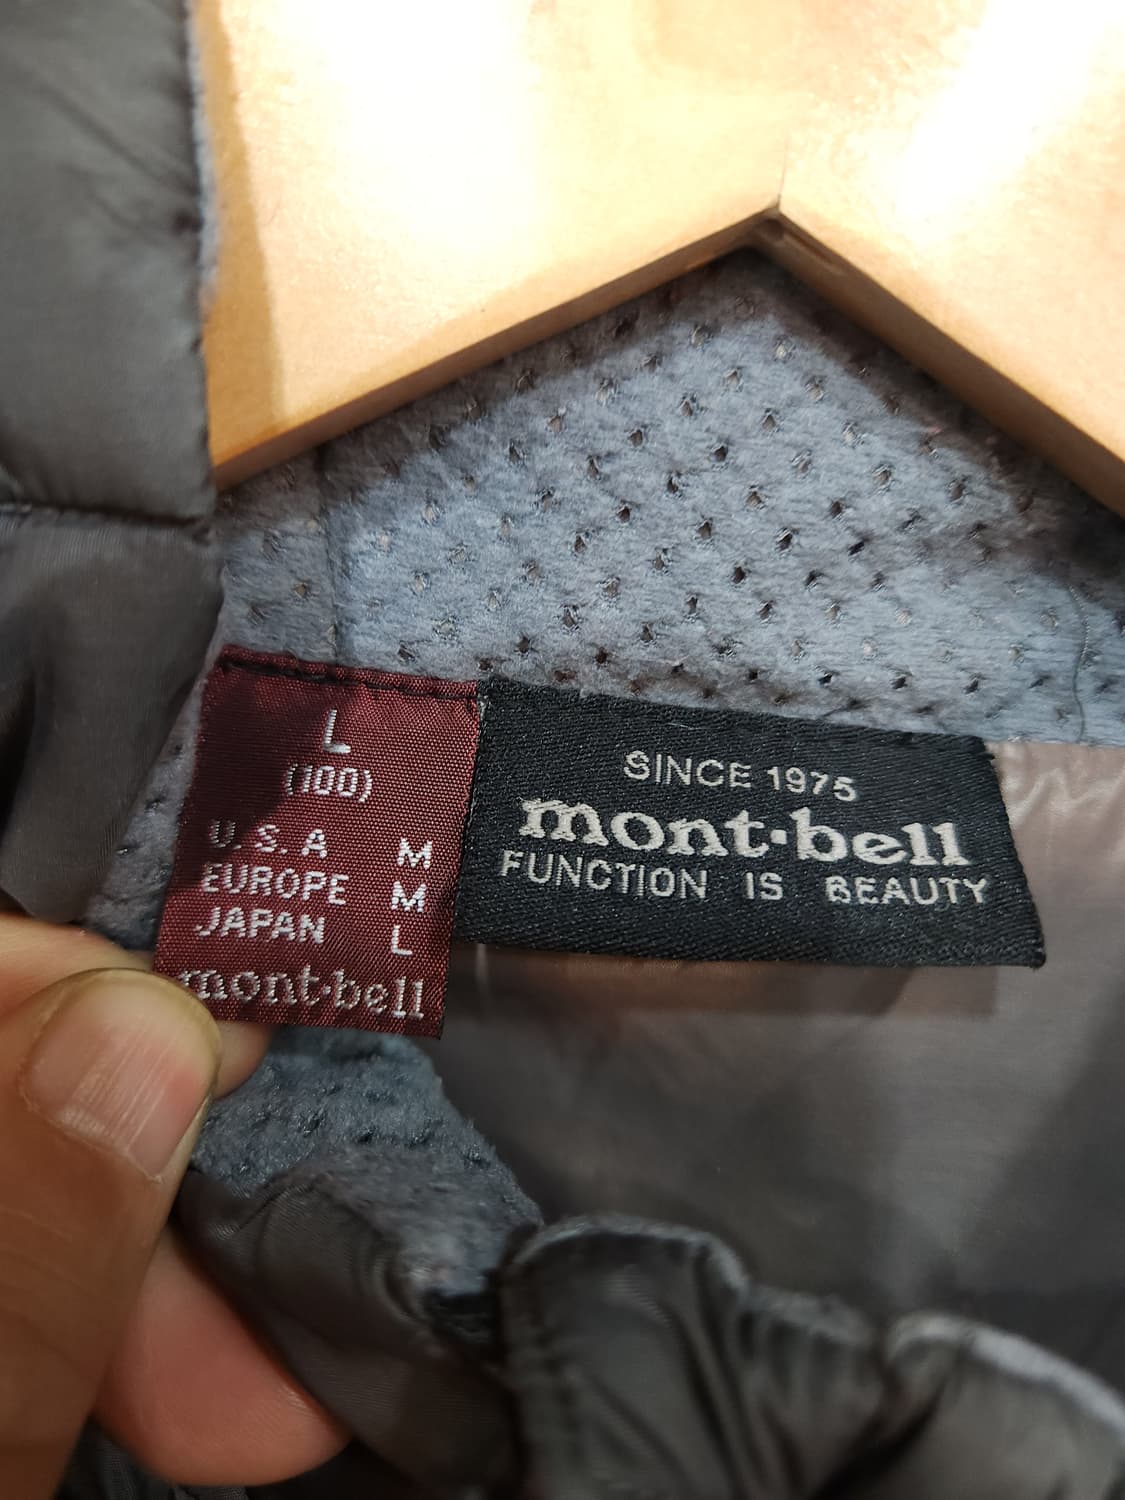 L
(100)
U.S.A M
EUROPE M
JAPAN L
mont·bell
SINCE 1975
mont·bell
FUNCTION IS BEAUTY